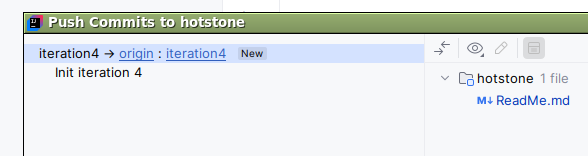 Push Commits to hotstone
iteration4 → origin : iteration4 New
Init iteration 4
hotstone 1 file
M↓ ReadMe.md